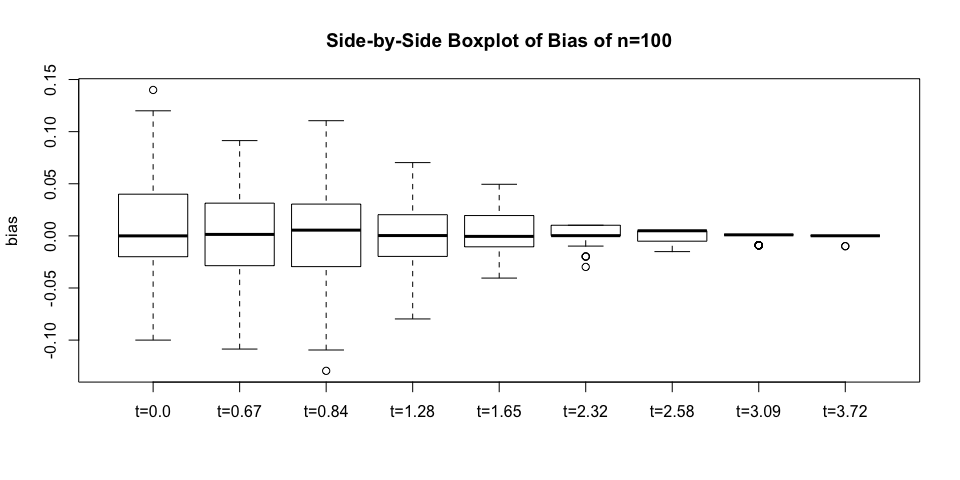 Side-by-Side Boxplot of Bias of n=100
0.15
0.10
0.05
0.00
-0.05
-0.10
bias
t=0.0 t=0.67 t=0.84 t=1.28 t=1.65 t=2.32 t=2.58 t=3.09 t=3.72